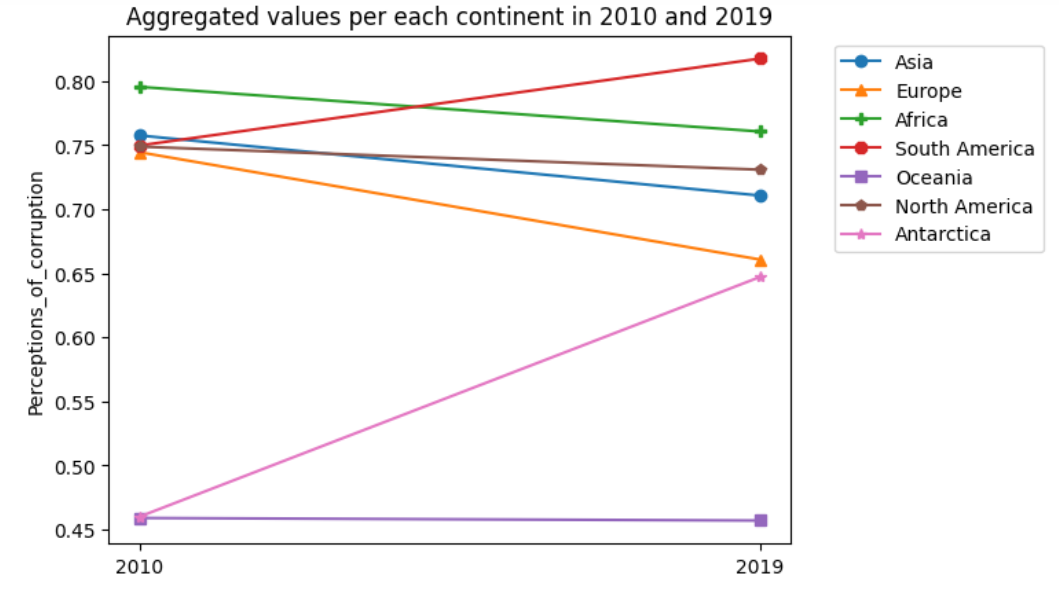 Aggregated values per each continent in 2010 and 2019
Perceptions_of_corruption
0.80
0.75
0.70
0.65
0.60
0.55
0.50
0.45
2010
2019
Asia
Europe
Africa
South America
Oceania
North America
Antarctica